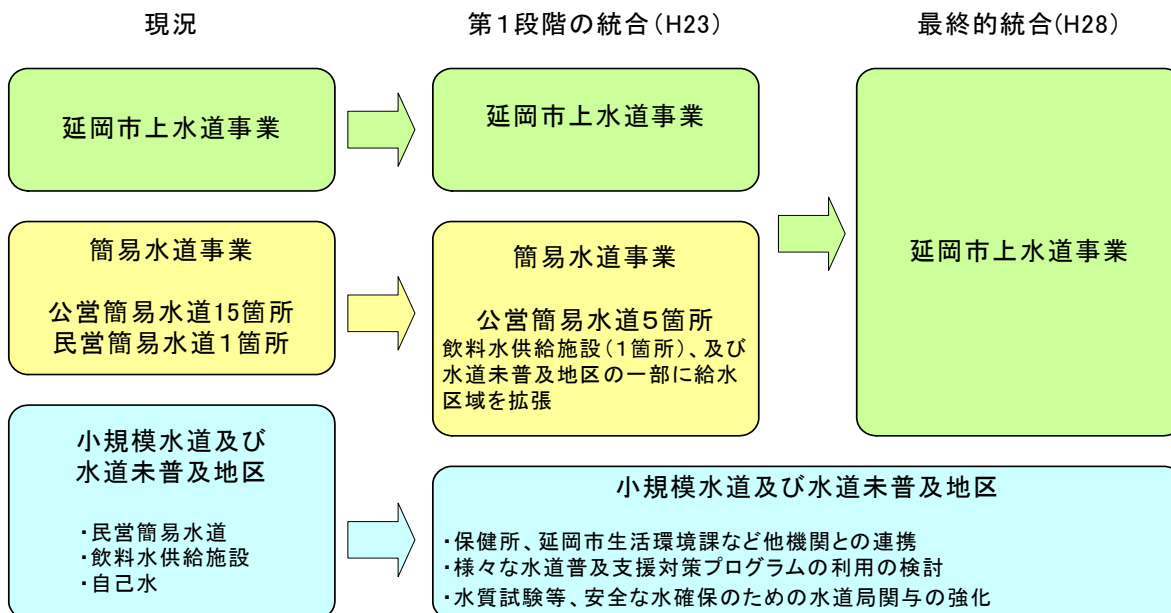 現況
第１段階の統合(H23)
最終的統合(H28)
延岡市上水道事業
延岡市上水道事業
延岡市上水道事業
簡易水道事業
公営簡易水道15箇所
民営簡易水道１箇所
簡易水道事業
公営簡易水道５箇所
飲料水供給施設(１箇所)、及び
水道未普及地区の一部に給水
区域を拡張
小規模水道及び
水道未普及地区
・民営簡易水道
・飲料水供給施設
・自己水
小規模水道及び水道未普及地区
・保健所、延岡市生活環境課など他機関との連携
・様々な水道普及支援対策プログラムの利用の検討
・水質試験等、安全な水確保のための水道局関与の強化